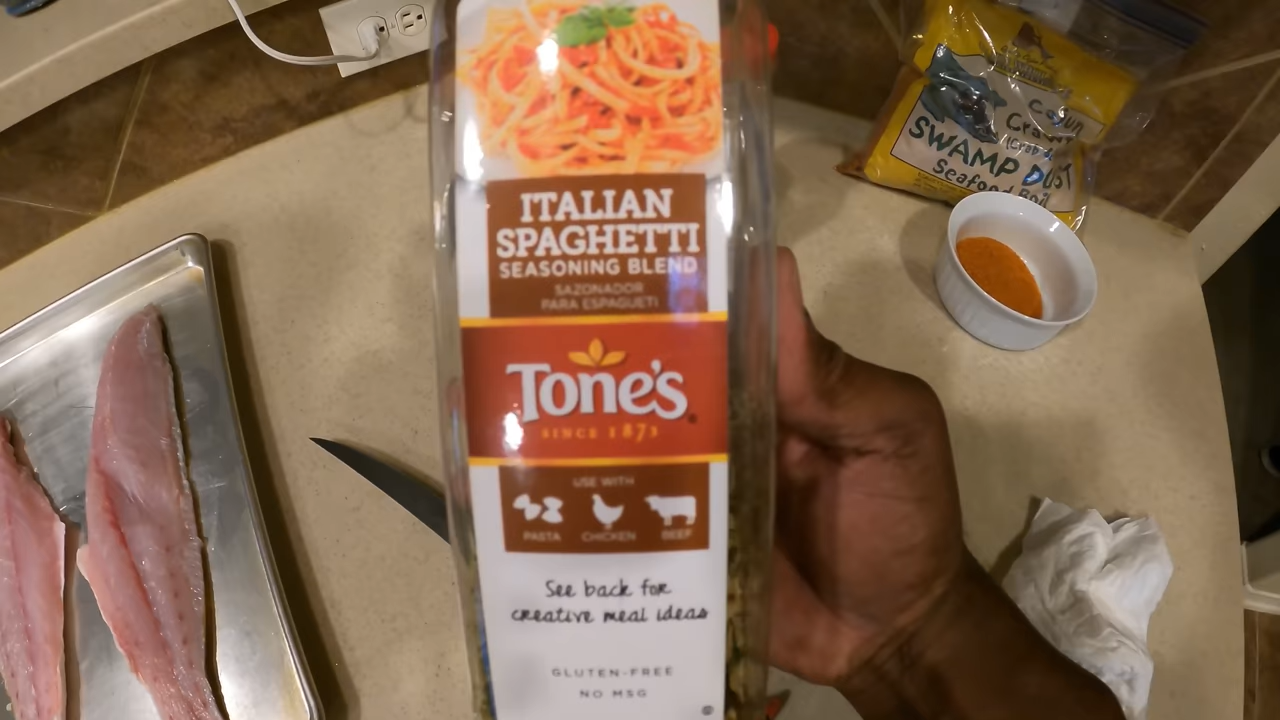 ITALIAN
SPAGHETTI
SEASONING BLEND
SAZONADOR
PARA ESPAGUETI
TONE'S
SINCE 1873
USE WITH
PASTA CHICKEN BEEF
See back for
creative meal ideas
GLUTEN-FREE
NO MSG
Cajun
SWAMP DUST
Seafood Boil